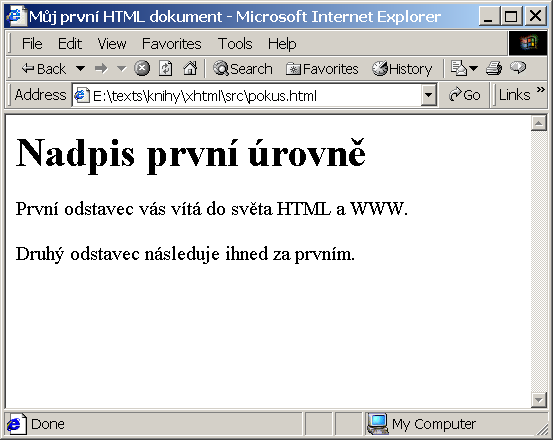 Můj první HTML dokument - Microsoft Internet Explorer
File Edit View Favorites Tools Help
Back Search Favorites History
Address E:\texts\knihy\xhtml\src\pokus.html Go Links »
Nadpis první úrovně
První odstavec vás vítá do světa HTML a WWW.
Druhý odstavec následuje ihned za prvním.
Done My Computer